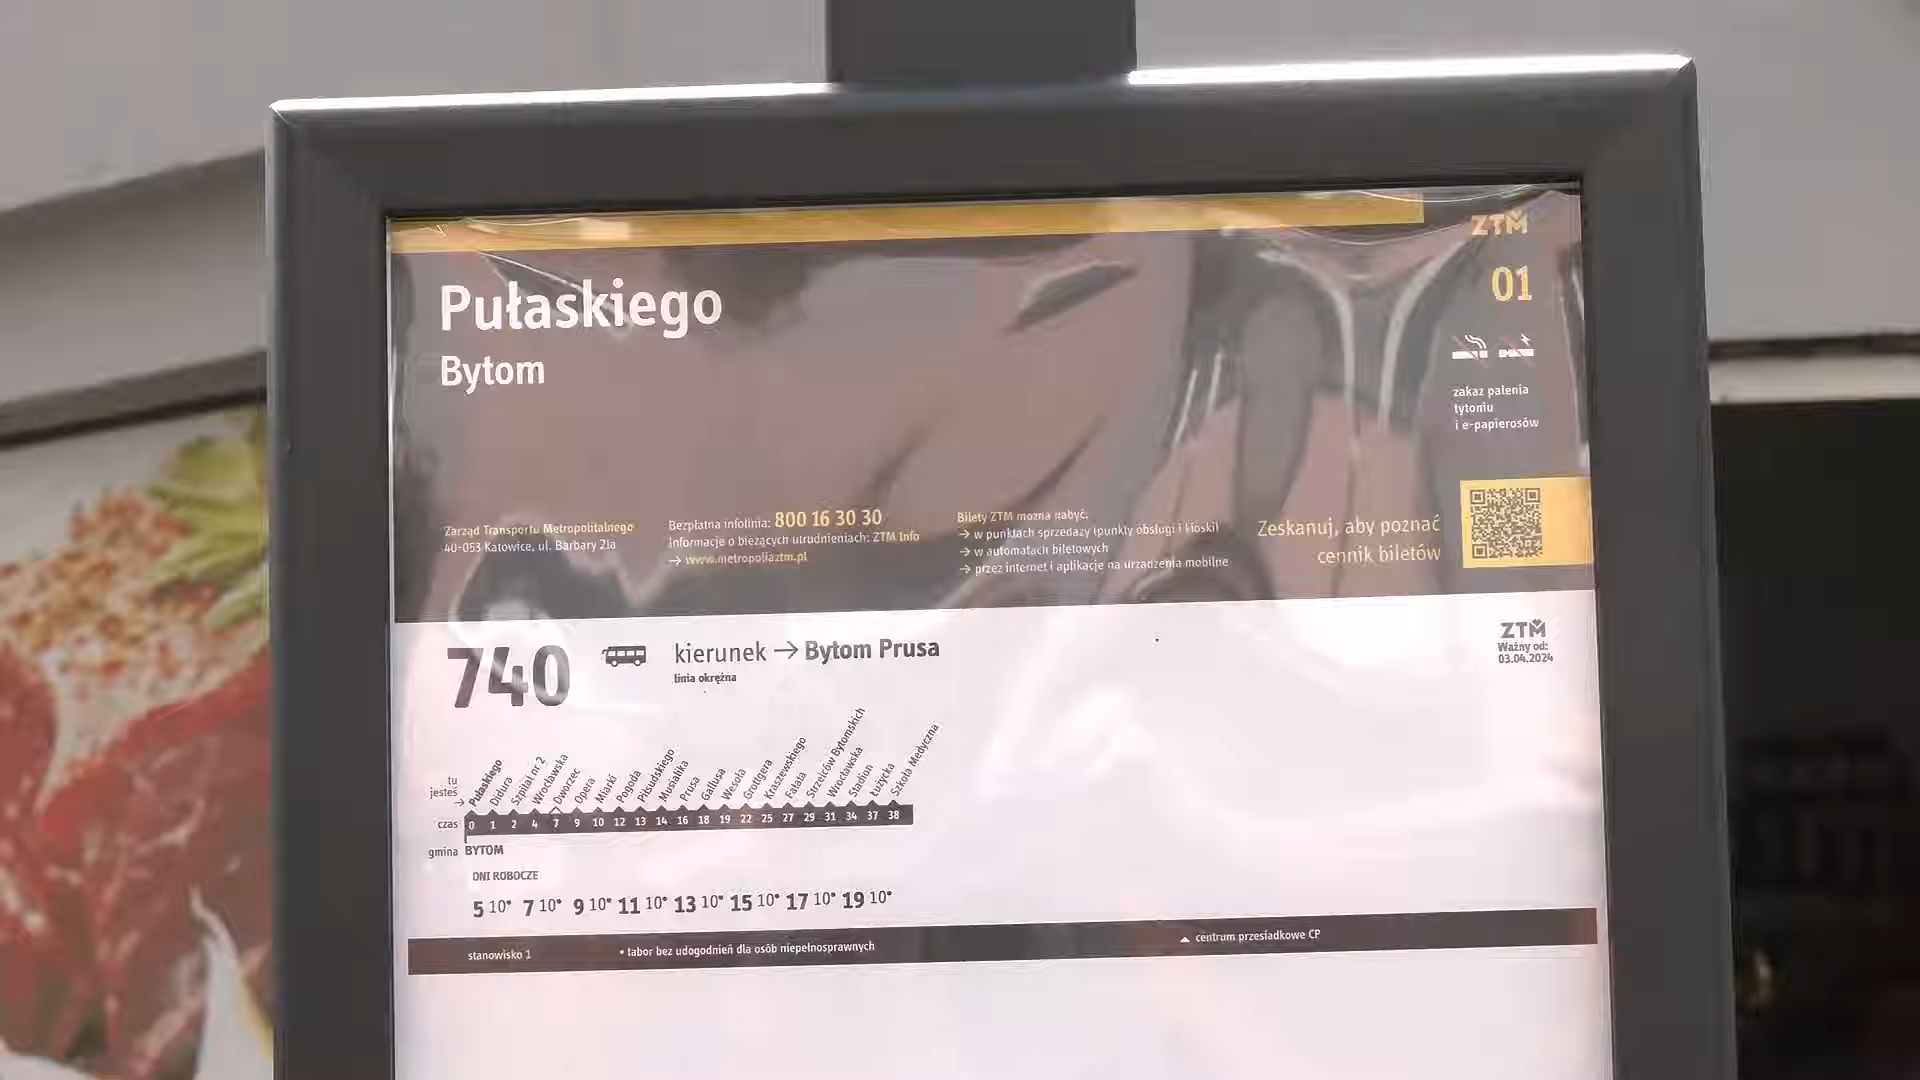 ZTM
01
Pułaskiego
Bytom
zakaz palenia
tytoniu
i e-papierosów
Zarząd Transportu Metropolitalnego
40-053 Katowice, ul. Barbary 21a
Bezpłatna infolinia: 800 16 30 30
Informacje o bieżących utrudnieniach: ZTM Info
→ www.metropoliaztm.pl
Bilety ZTM można nabyć:
→ w punktach sprzedaży (punkty obsługi i kioski)
→ w automatach biletowych
→ przez internet i aplikacje na urządzenia mobilne
Zeskanuj, aby poznać
cennik biletów
740
kierunek → Bytom Prusa
linia okrężna
ZTM
Ważny od:
03.04.2024
tu
jesteś
→
Pułaskiego
Didura
Szpital nr 2
Wrocławska
Dworzec
Opera
Miarki
Pogoda
Piłsudskiego
Musialika
Prusa
Gallusa
Wesoła
Grottgera
Kraszewskiego
Fałata
Strzelców Bytomskich
Wrocławska
Stadion
Łużycka
Szkoła Medyczna
czas 0 1 2 4 7 9 10 12 13 14 16 18 19 22 25 27 29 31 34 37 38
gmina BYTOM
DNI ROBOCZE
5 10• 7 10• 9 10• 11 10• 13 10• 15 10• 17 10• 19 10•
stanowisko 1 • tabor bez udogodnień dla osób niepełnosprawnych ▲ centrum przesiadkowe CP